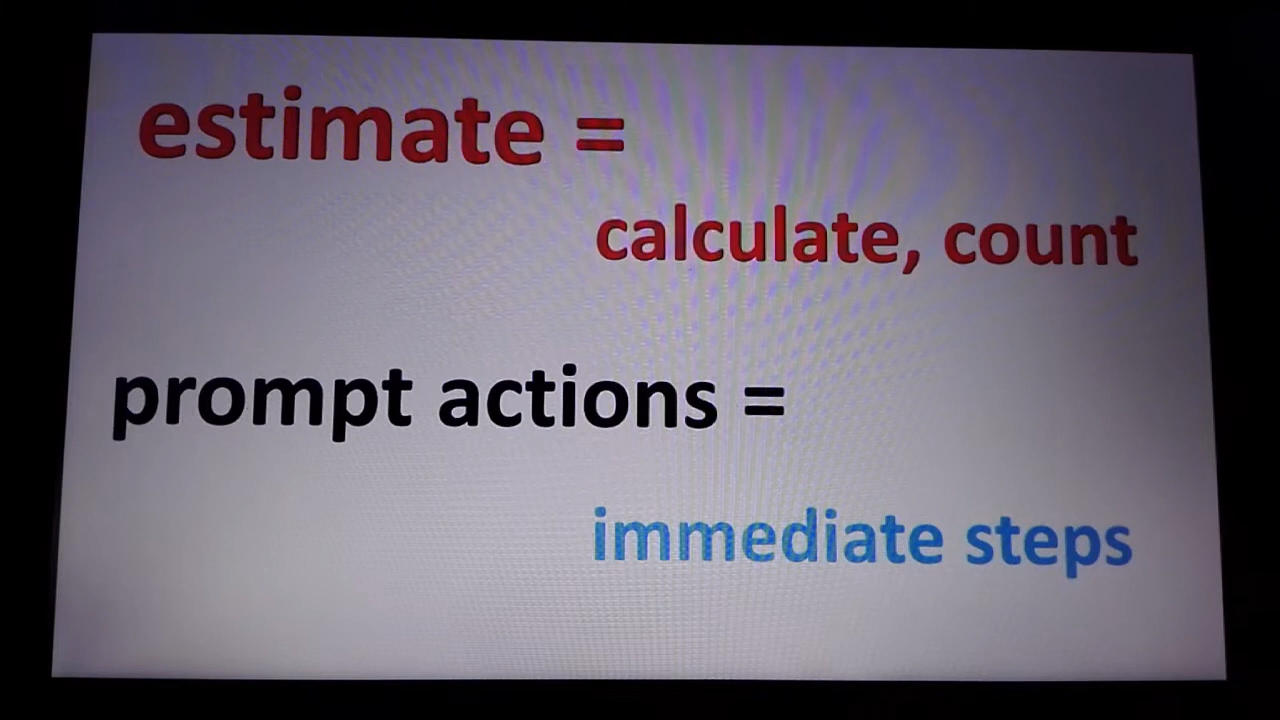 estimate =
calculate, count
prompt actions =
immediate steps